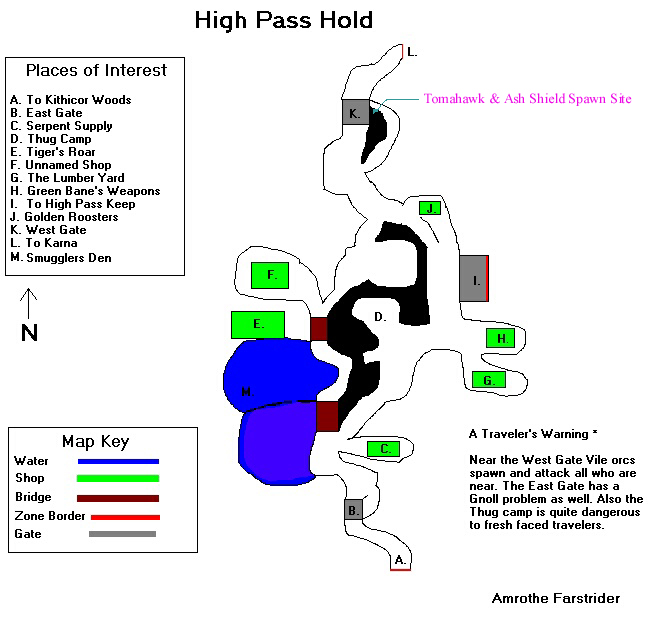 High Pass Hold
L.
Places of Interest
A. To Kithicor Woods
B. East Gate
C. Serpent Supply
D. Thug Camp
E. Tiger's Roar
F. Unnamed Shop
G. The Lumber Yard
H. Green Bane's Weapons
I. To High Pass Keep
J. Golden Roosters
K. West Gate
L. To Karna
M. Smugglers Den
Tomahawk & Ash Shield Spawn Site
K.
J.
F.
I.
N
E.
D.
H.
G.
M.
C.
B.
A.
Map Key
Water
Shop
Bridge
Zone Border
Gate
A Traveler's Warning *
Near the West Gate Vile orcs
spawn and attack all who are
near. The East Gate has a
Gnoll problem as well. Also the
Thug camp is quite dangerous
to fresh faced travelers.
Amrothe Farstrider